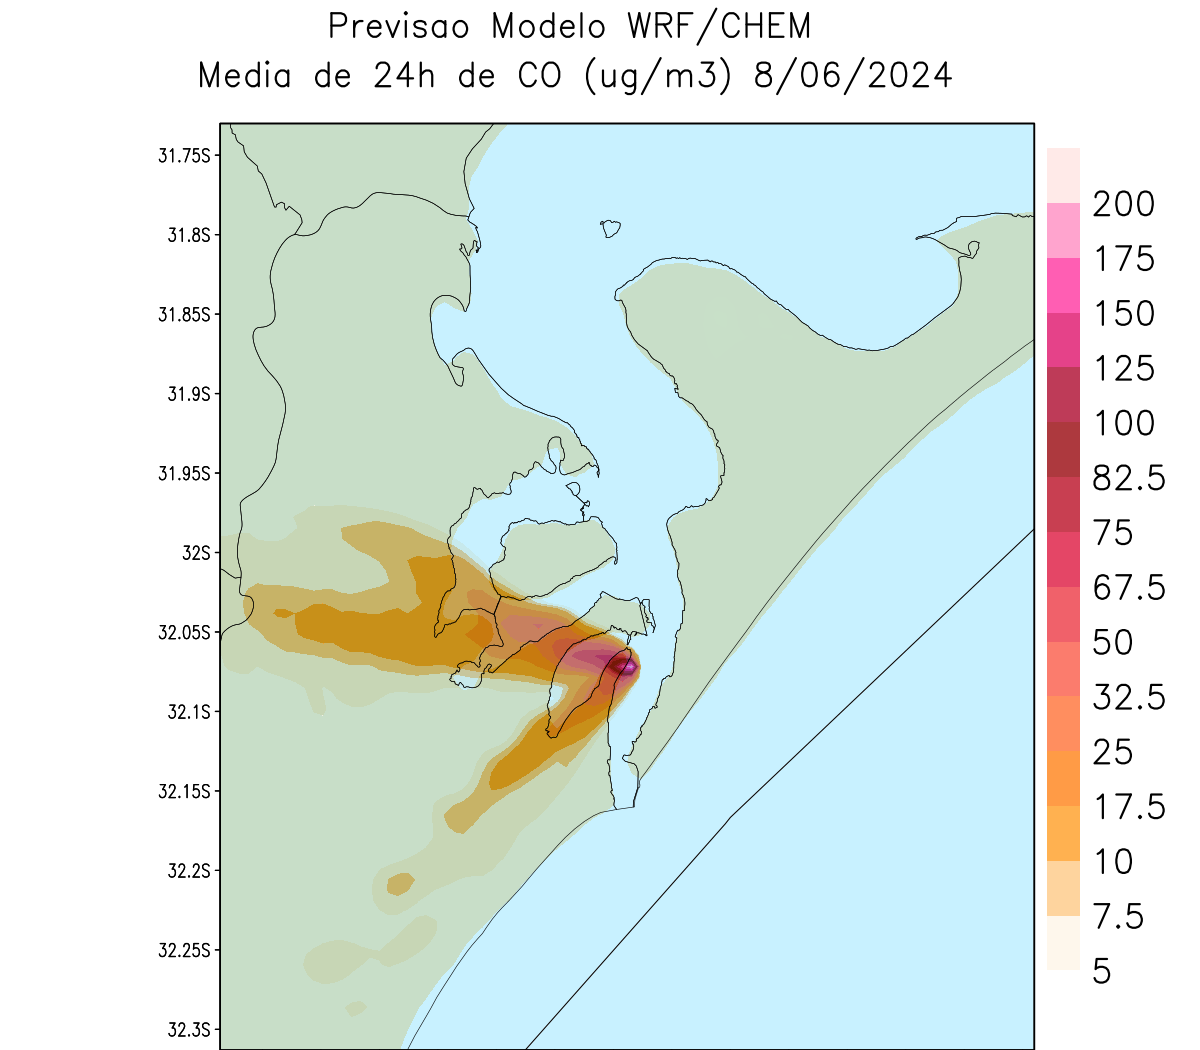 Previsao Modelo WRF/CHEM
Media de 24h de CO (ug/m3) 8/06/2024
31.75S
31.8S
31.85S
31.9S
31.95S
32S
32.05S
32.1S
32.15S
32.2S
32.25S
32.3S
200
175
150
125
100
82.5
75
67.5
50
32.5
25
17.5
10
7.5
5